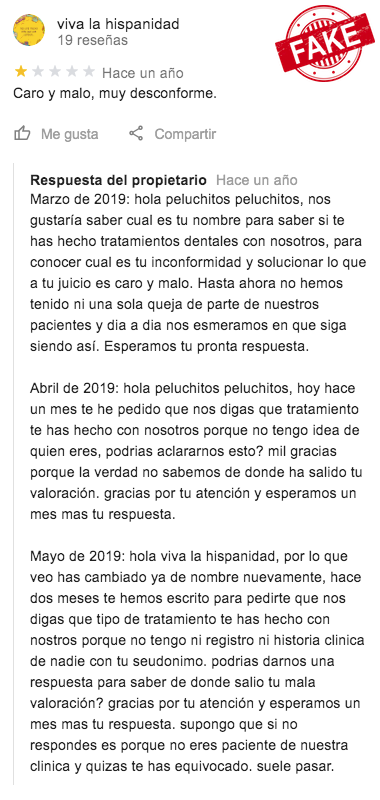 viva la hispanidad
19 reseñas
FAKE
Hace un año
Caro y malo, muy desconforme.
Me gusta
Compartir
Respuesta del propietario Hace un año
Marzo de 2019: hola peluchitos peluchitos, nos
gustaría saber cual es tu nombre para saber si te
has hecho tratamientos dentales con nosotros, para
conocer cual es tu inconformidad y solucionar lo que
a tu juicio es caro y malo. Hasta ahora no hemos
tenido ni una sola queja de parte de nuestros
pacientes y dia a dia nos esmeramos en que siga
siendo así. Esperamos tu pronta respuesta.
Abril de 2019: hola peluchitos peluchitos, hoy hace
un mes te he pedido que nos digas que tratamiento
te has hecho con nosotros porque no tengo idea de
quien eres, podrias aclararnos esto? mil gracias
porque la verdad no sabemos de donde ha salido tu
valoración. gracias por tu atención y esperamos un
mes mas tu respuesta.
Mayo de 2019: hola viva la hispanidad, por lo que
veo has cambiado ya de nombre nuevamente, hace
dos meses te hemos escrito para pedirte que nos
digas que tipo de tratamiento te has hecho con
nostros porque no tengo ni registro ni historia clinica
de nadie con tu seudonimo. podrias darnos una
respuesta para saber de donde salio tu mala
valoración? gracias por tu atención y esperamos un
mes mas tu respuesta. supongo que si no
respondes es porque no eres paciente de nuestra
clinica y quizas te has equivocado. suele pasar.